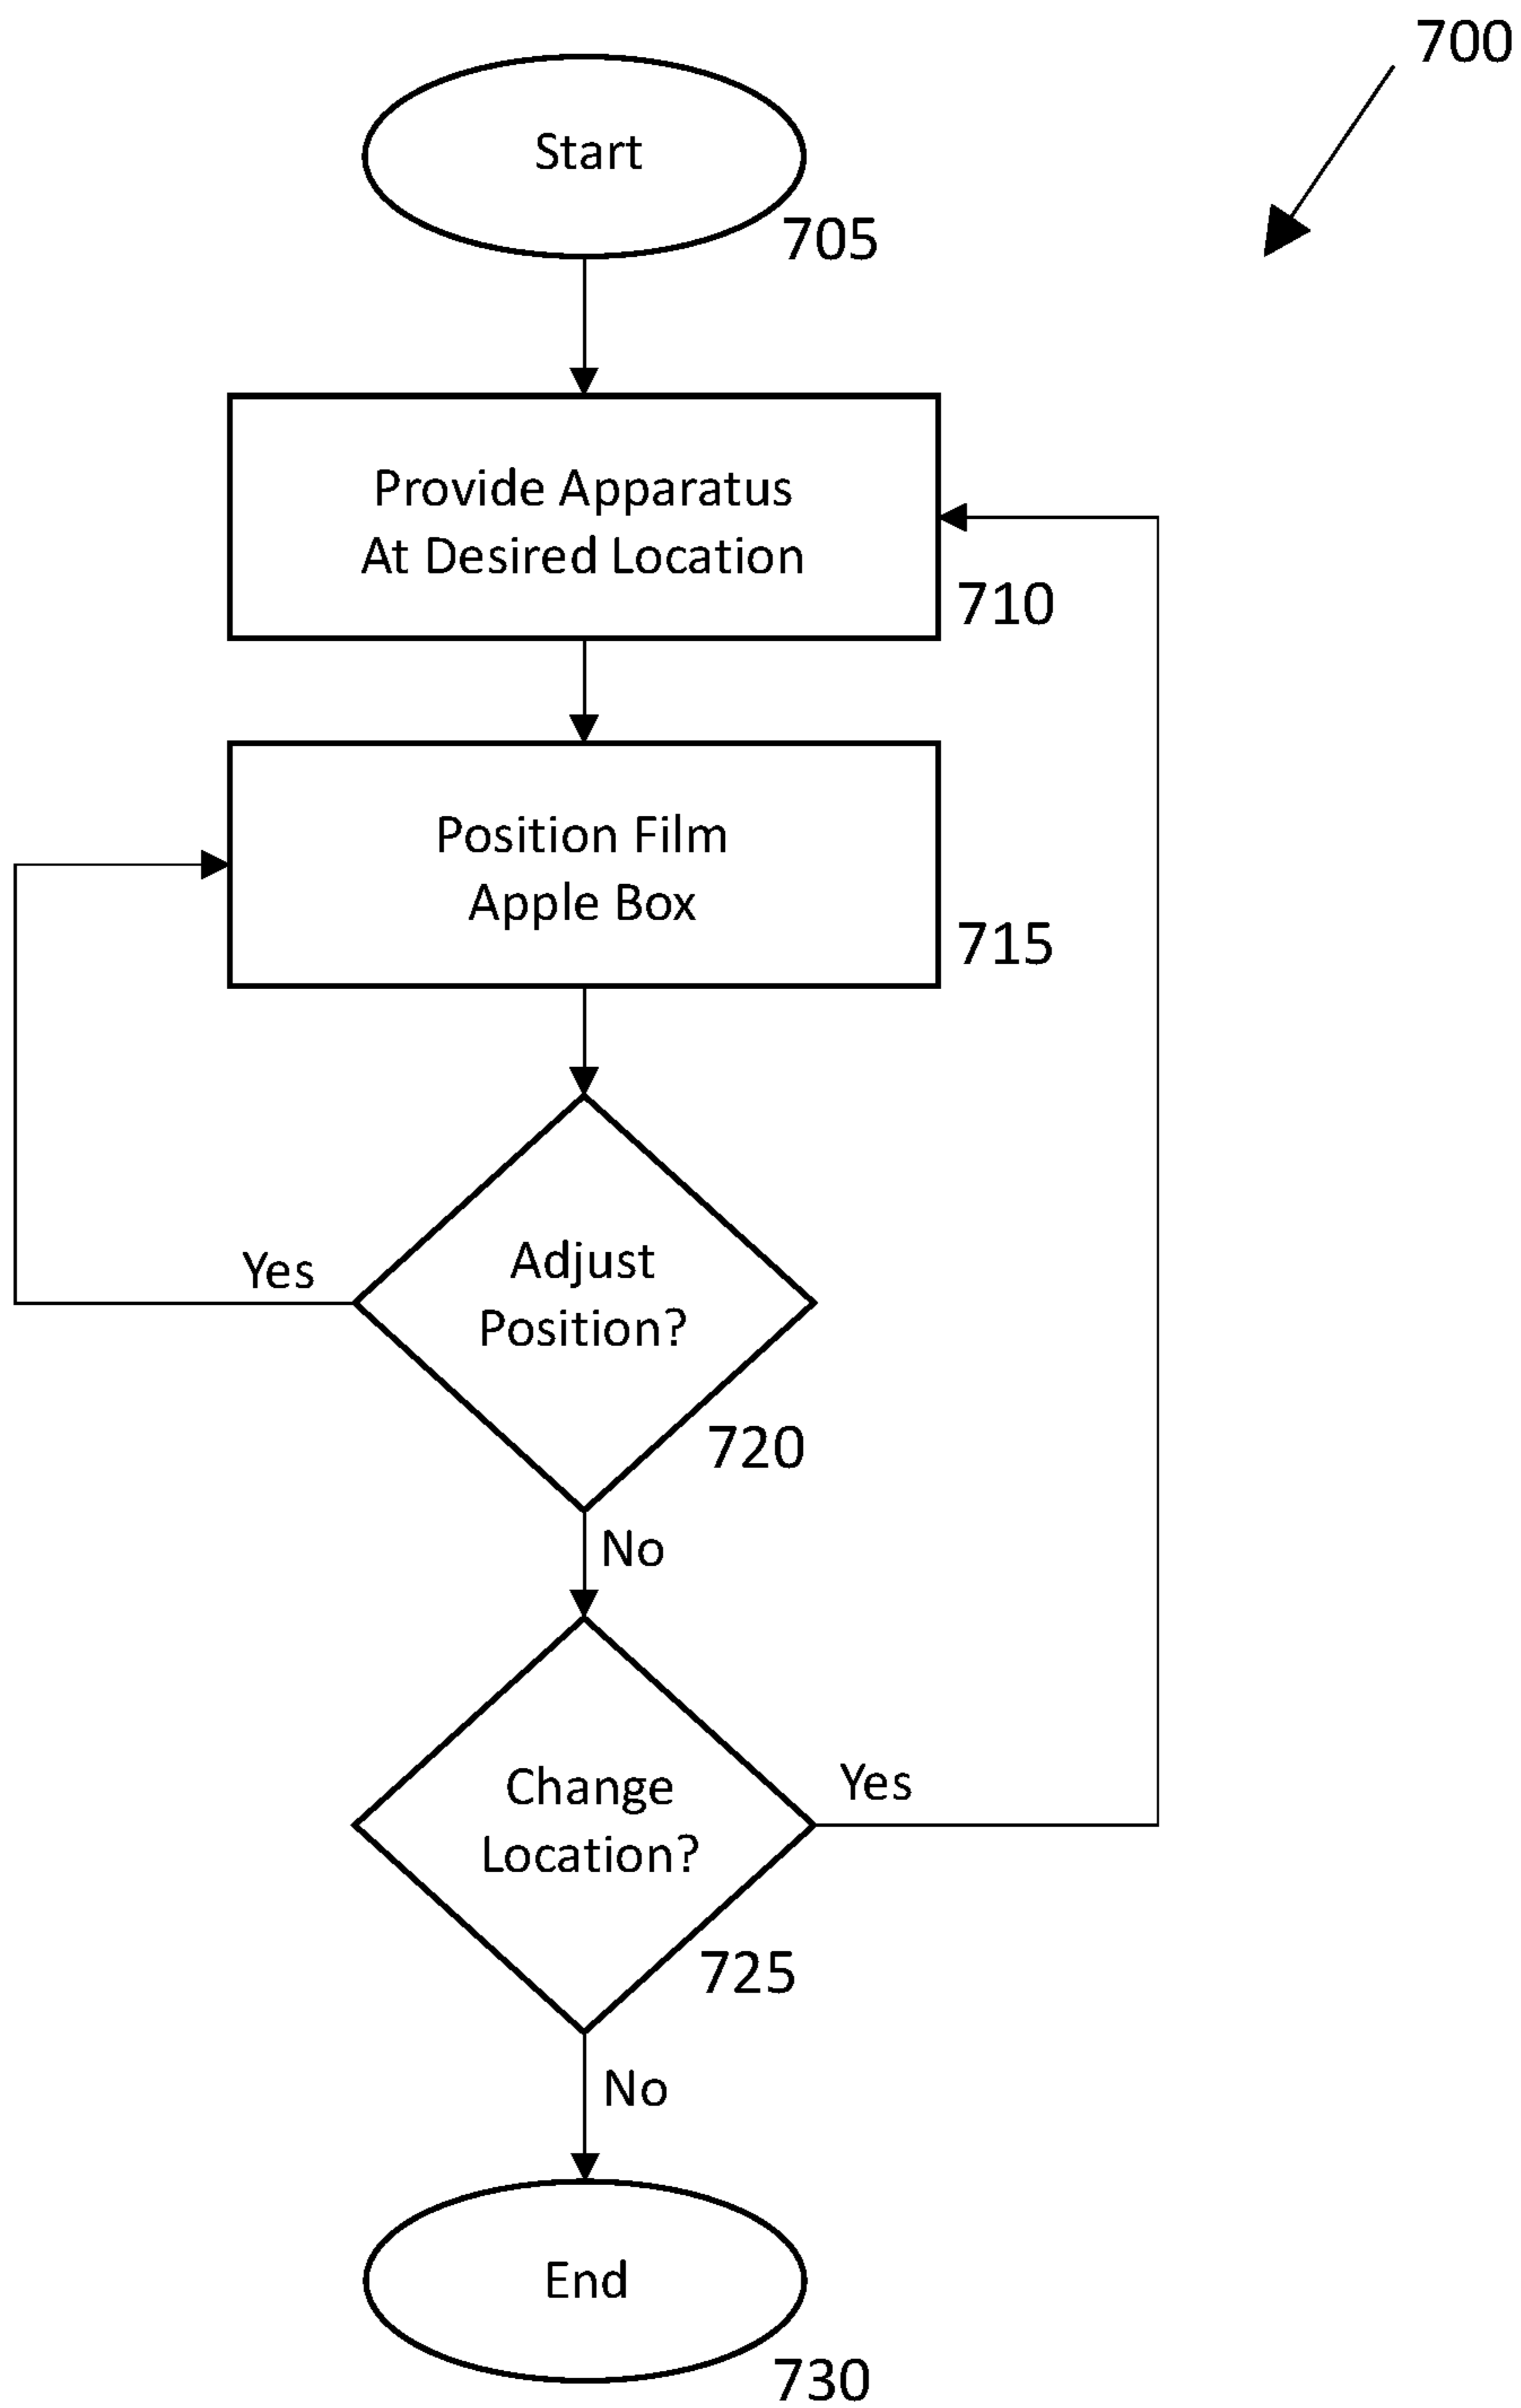 700
Start
705
Provide Apparatus
At Desired Location
710
Position Film
Apple Box
715
Yes
Adjust
Position?
720
No
Change
Location?
Yes
725
No
End
730